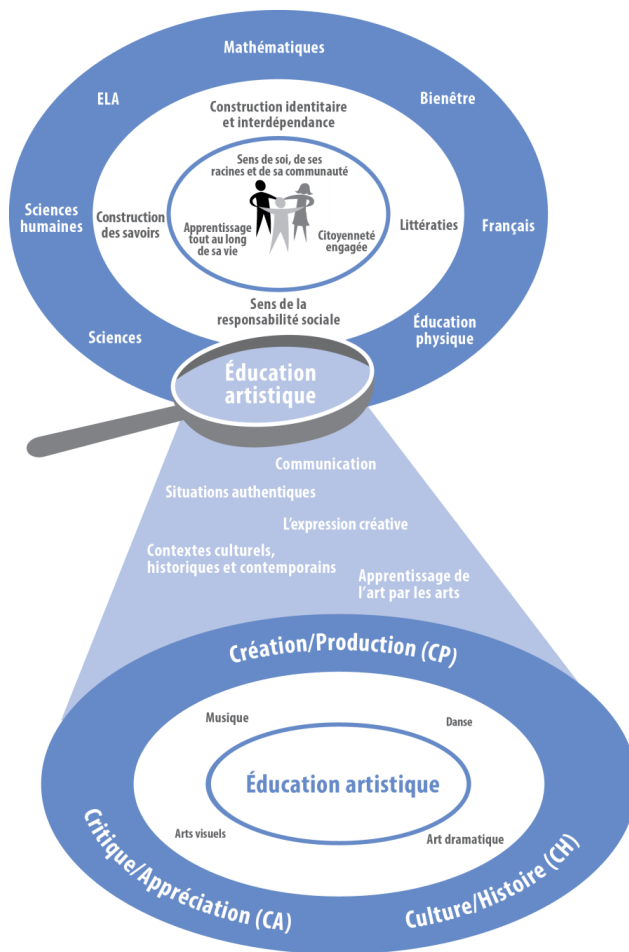 Mathématiques
ELA
Bienêtre
Construction identitaire
et interdépendance
Sens de soi, de ses
racines et de sa communauté
Sciences
humaines
Construction
des savoirs
Apprentissage
tout au long
de sa vie
Citoyenneté
engagée
Littératies
Français
Sens de la
responsabilité sociale
Sciences
Éducation
physique
Éducation
artistique
Communication
Situations authentiques
L'expression créative
Contextes culturels,
historiques et contemporains
Apprentissage de
l'art par les arts
Création/Production (CP)
Musique
Danse
Éducation artistique
Arts visuels
Art dramatique
Critique/Appréciation (CA)
Culture/Histoire (CH)